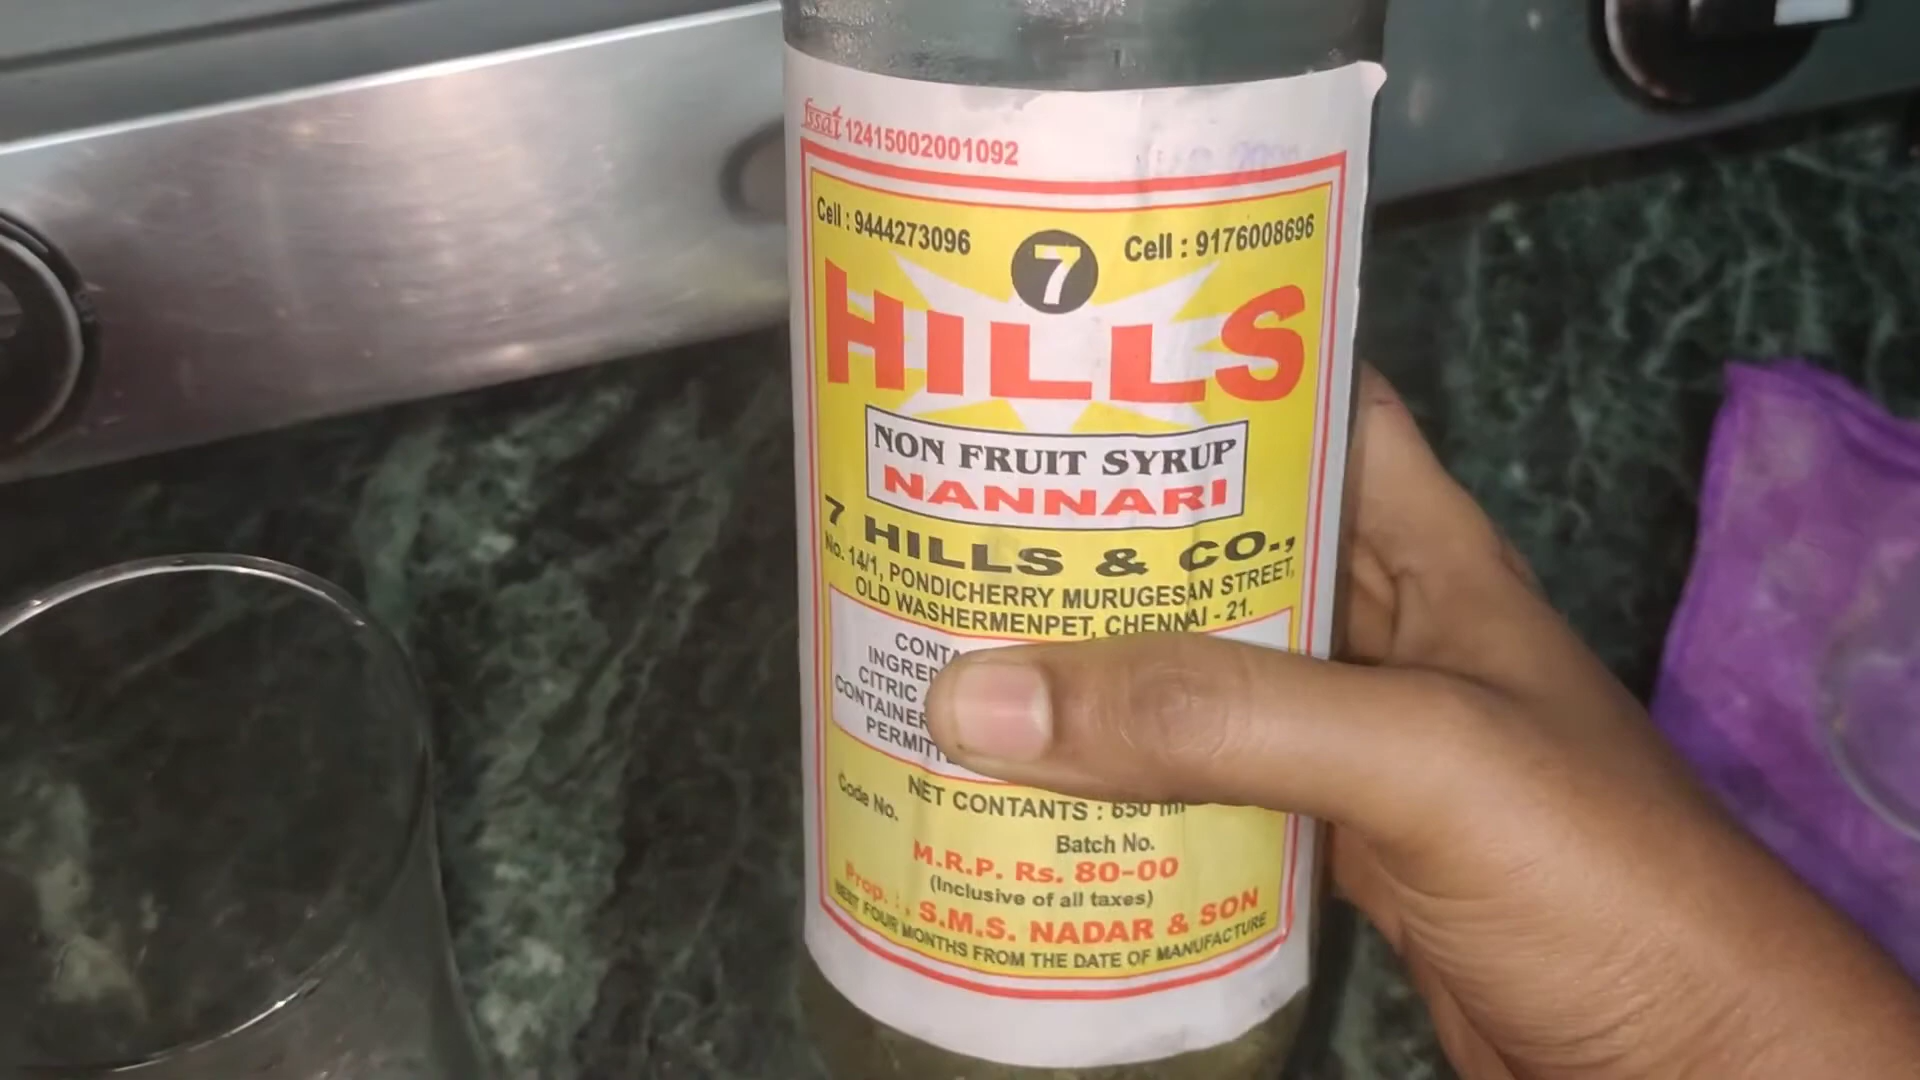 fssai 12415002001092
Cell : 9444273096
7
Cell : 9176008696
HILLS
NON FRUIT SYRUP
NANNARI
7 HILLS & CO.,
No. 14/1, PONDICHERRY MURUGESAN STREET,
OLD WASHERMENPET, CHENNAI - 21.
CITRIC
NET CONTANTS : 650 ml
Code No.
Batch No.
M.R.P. Rs. 80-00
(Inclusive of all taxes)
Prop. : S.M.S. NADAR & SON
BEST FOUR MONTHS FROM THE DATE OF MANUFACTURE